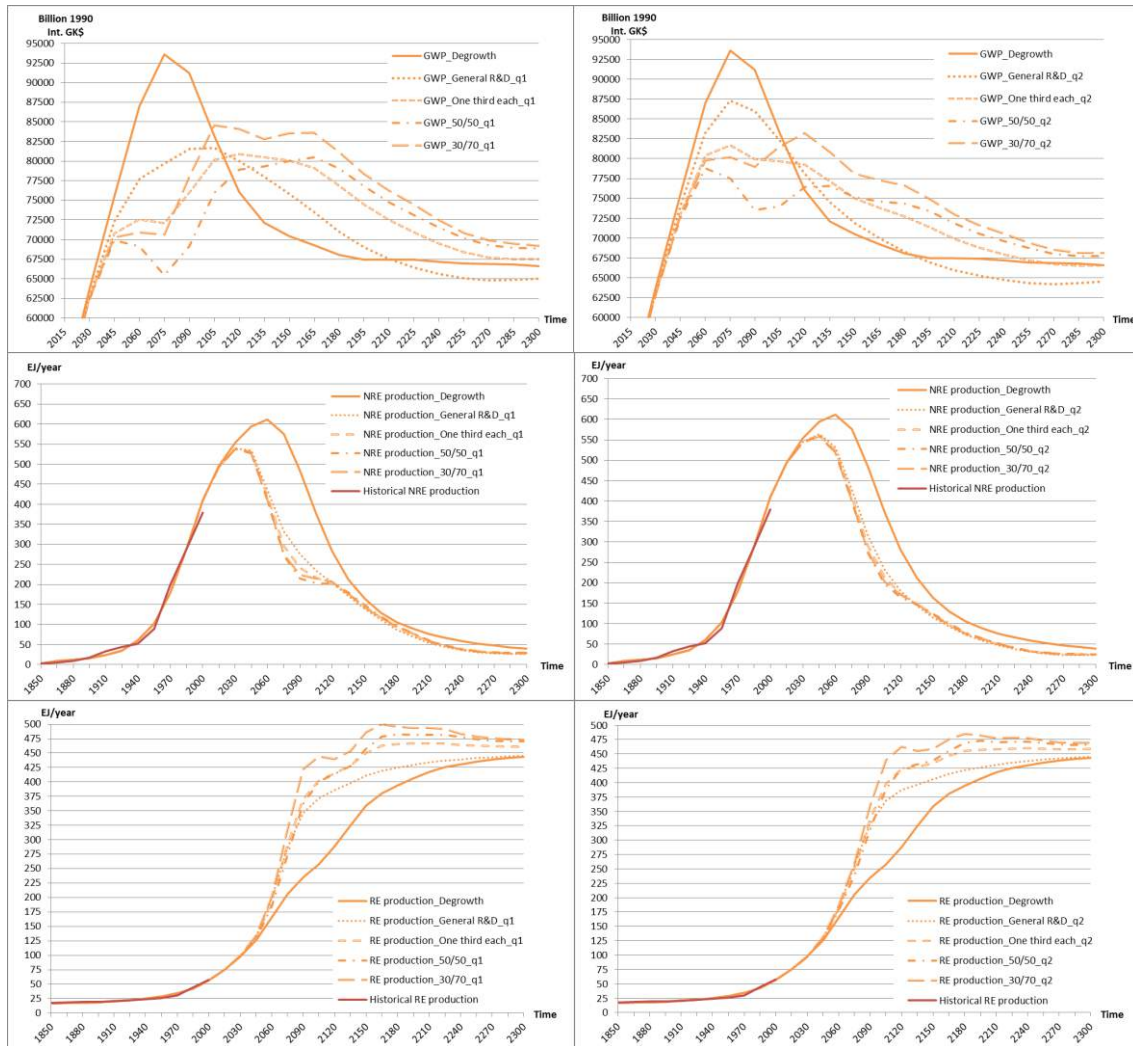 Billion 1990
Int. GK$
95000
92500
90000
87500
85000
82500
80000
77500
75000
72500
70000
67500
65000
62500
60000
GWP_Degrowth
GWP_General R&D_q1
GWP_One third each_q1
GWP_50/50_q1
GWP_30/70_q1
2015 2030 2045 2060 2075 2090 2105 2120 2135 2150 2165 2180 2195 2210 2225 2240 2255 2270 2285 2300
Time
Billion 1990
Int. GK$
95000
92500
90000
87500
85000
82500
80000
77500
75000
72500
70000
67500
65000
62500
60000
GWP_Degrowth
GWP_General R&D_q2
GWP_One third each_q2
GWP_50/50_q2
GWP_30/70_q2
2015 2030 2045 2060 2075 2090 2105 2120 2135 2150 2165 2180 2195 2210 2225 2240 2255 2270 2285 2300
Time
EJ/year
700
650
600
550
500
450
400
350
300
250
200
150
100
50
0
NRE production_Degrowth
NRE production_General R&D_q1
NRE production_One third each_q1
NRE production_50/50_q1
NRE production_30/70_q1
Historical NRE production
1850 1880 1910 1940 1970 2000 2030 2060 2090 2120 2150 2180 2210 2240 2270 2300
Time
EJ/year
700
650
600
550
500
450
400
350
300
250
200
150
100
50
0
NRE production_Degrowth
NRE production_General R&D_q2
NRE production_One third each_q2
NRE production_50/50_q2
NRE production_30/70_q2
Historical NRE production
1850 1880 1910 1940 1970 2000 2030 2060 2090 2120 2150 2180 2210 2240 2270 2300
Time
EJ/year
500
475
450
425
400
375
350
325
300
275
250
225
200
175
150
125
100
75
50
25
0
RE production_Degrowth
RE production_General R&D_q1
RE production_One third each_q1
RE production_50/50_q1
RE production_30/70_q1
Historical RE production
1850 1880 1910 1940 1970 2000 2030 2060 2090 2120 2150 2180 2210 2240 2270 2300
Time
EJ/year
500
475
450
425
400
375
350
325
300
275
250
225
200
175
150
125
100
75
50
25
0
RE production_Degrowth
RE production_General R&D_q2
RE production_One third each_q2
RE production_50/50_q2
RE production_30/70_q2
Historical RE production
1850 1880 1910 1940 1970 2000 2030 2060 2090 2120 2150 2180 2210 2240 2270 2300
Time